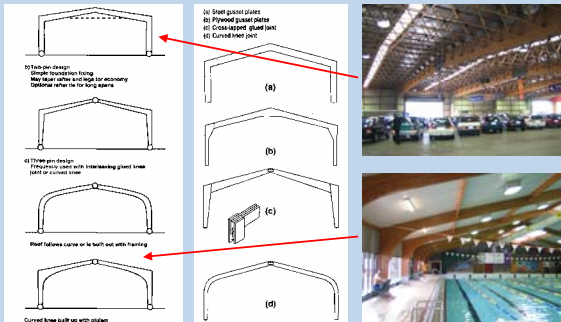 b) Two-pin design
Simple foundation fixing
May taper rafter and legs for economy
Optional rafter tie for long spans
c) Three-pin design
Frequently used with interleaving glued knee
joint or curved knee
Roof follows curve or is built out with framing
Curved knee built up with glulam
(a) Steel gusset plates
(b) Plywood gusset plates
(c) Cross-lapped glued joint
(d) Curved knee joint
(a)
(b)
(c)
(d)